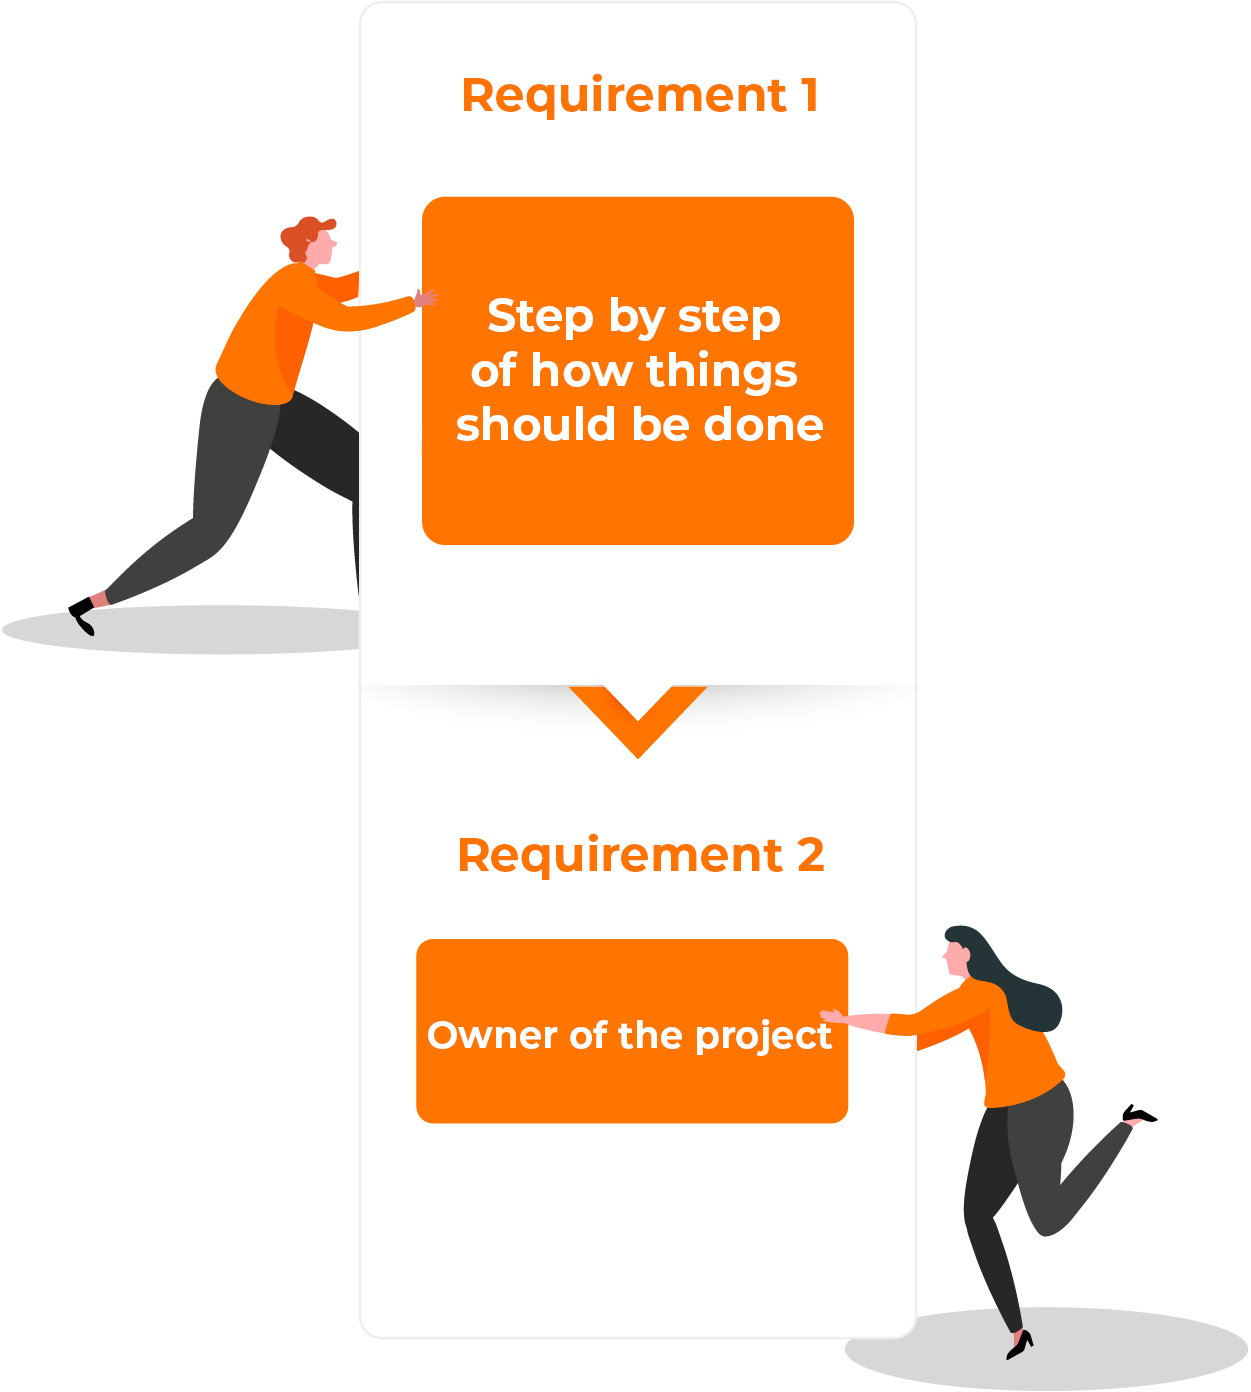 Requirement 1
Step by step
of how things
should be done
Requirement 2
Owner of the project